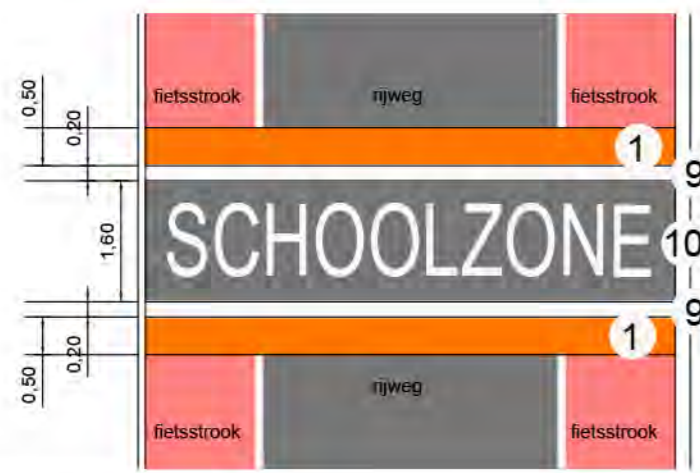 fietsstrook rijweg fietsstrook
0,50
0,20
1
9
1,60
SCHOOLZONE
10
9
1
0,20
0,50
rijweg
fietsstrook fietsstrook